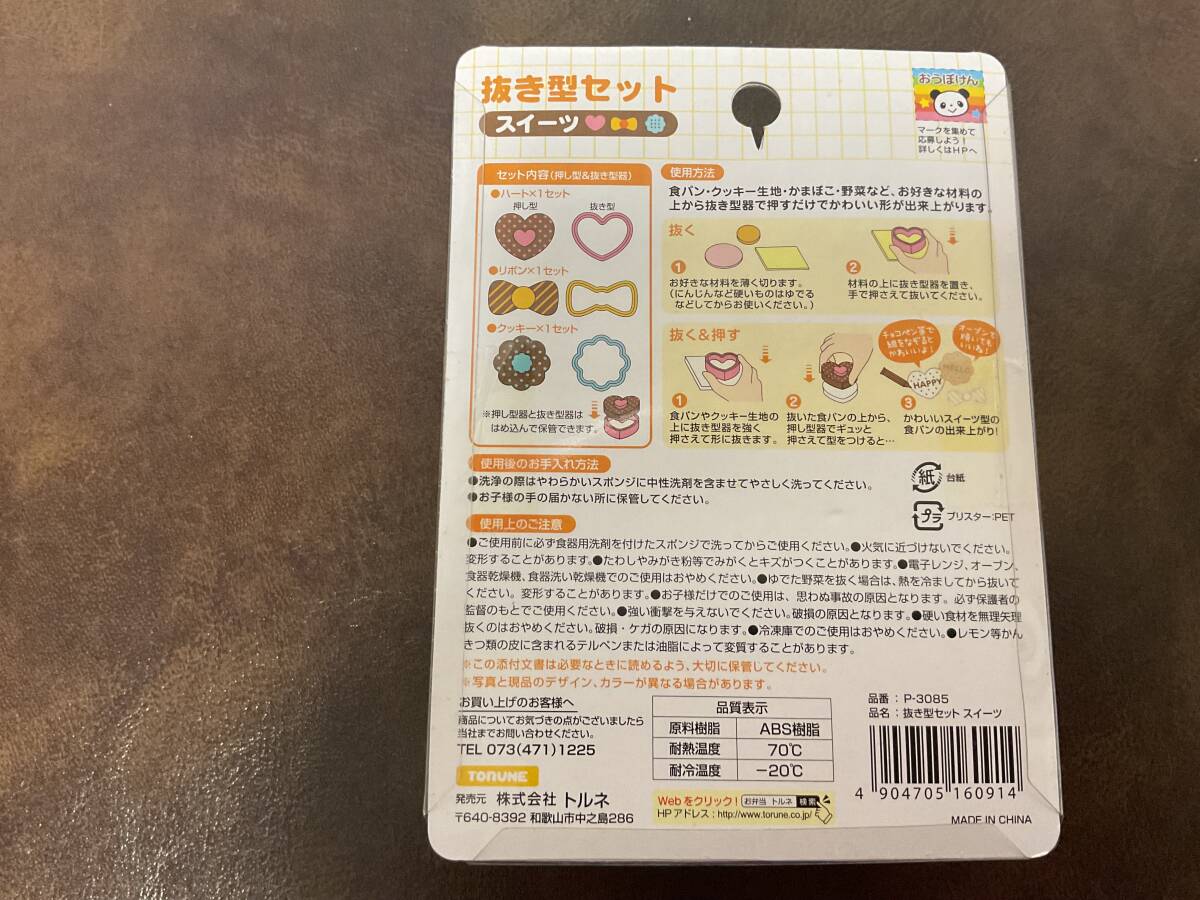 抜き型セット
スイーツ
おうぼけん
マークを集めて
応募しよう!
詳しくはHPへ
セット内容(押し型&抜き型器)
●ハート×1セット
押し型 抜き型
●リボン×1セット
●クッキー×1セット
※押し型器と抜き型器は
はめ込んで保管できます。
使用方法
食パン・クッキー生地・かまぼこ・野菜など、お好きな材料の
上から抜き型器で押すだけでかわいい形が出来上がります。
抜く
1
お好きな材料を薄く切ります。
(にんじんなど硬いものはゆでる
などしてからお使いください。)
2
材料の上に抜き型器を置き、
手で押さえて抜いてください。
抜く&押す
チョコペン等で
線をなぞると
かわいいよ!
オーブンで
焼いても
いいね!
HELLO
HAPPY
1
食パンやクッキー生地の
上に抜き型器を強く
押さえて形に抜きます。
2
抜いた食パンの上から、
押し型器でギュッと
押さえて型をつけると…
3
かわいいスイーツ型の
食パンの出来上がり!
使用後のお手入れ方法
●洗浄の際はやわらかいスポンジに中性洗剤を含ませてやさしく洗ってください。
●お子様の手の届かない所に保管してください。
紙 台紙
プラ ブリスター:PET
使用上のご注意
●ご使用前に必ず食器用洗剤を付けたスポンジで洗ってからご使用ください。●火気に近づけないでください。
変形することがあります。●たわしやみがき粉等でみがくとキズがつくことがあります。●電子レンジ、オーブン、
食器乾燥機、食器洗い乾燥機でのご使用はおやめください。●ゆでた野菜を抜く場合は、熱を冷ましてから抜いて
ください。変形することがあります。●お子様だけでのご使用は、思わぬ事故の原因となります。必ず保護者の
監督のもとでご使用ください。●強い衝撃を与えないでください。破損の原因となります。●硬い食材を無理矢理
抜くのはおやめください。破損・ケガの原因になります。●冷凍庫でのご使用はおやめください。●レモン等かん
きつ類の皮に含まれるテルペンまたは油脂によって変質することがあります。
※この添付文書は必要なときに読めるよう、大切に保管してください。
※写真と現品のデザイン、カラーが異なる場合があります。
お買い上げのお客様へ
商品についてお気づきの点がございましたら
当社までお問い合わせください。
TEL 073(471)1225
TORUNE
発売元 株式会社 トルネ
〒640-8392 和歌山市中之島286
品質表示
原料樹脂 ABS樹脂
耐熱温度 70℃
耐冷温度 −20℃
Webをクリック! お弁当 トルネ 検索
HPアドレス:http://www.torune.co.jp/
品番:P-3085
品名:抜き型セット スイーツ
4 904705 160914
MADE IN CHINA